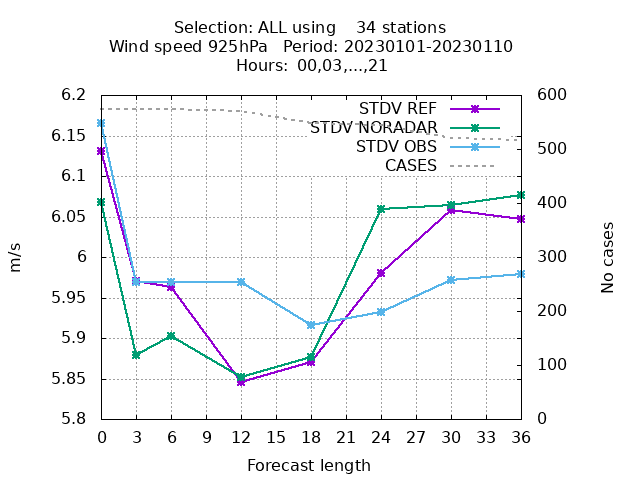 Selection: ALL using    34 stations
Wind speed 925hPa   Period: 20230101-20230110
Hours:  00,03,...,21
6.2
6.15
6.1
6.05
6
5.95
5.9
5.85
5.8
m/s
STDV REF
STDV NORADAR
STDV OBS
CASES
600
500
400
300
200
100
0
No cases
0 3 6 9 12 15 18 21 24 27 30 33 36
Forecast length